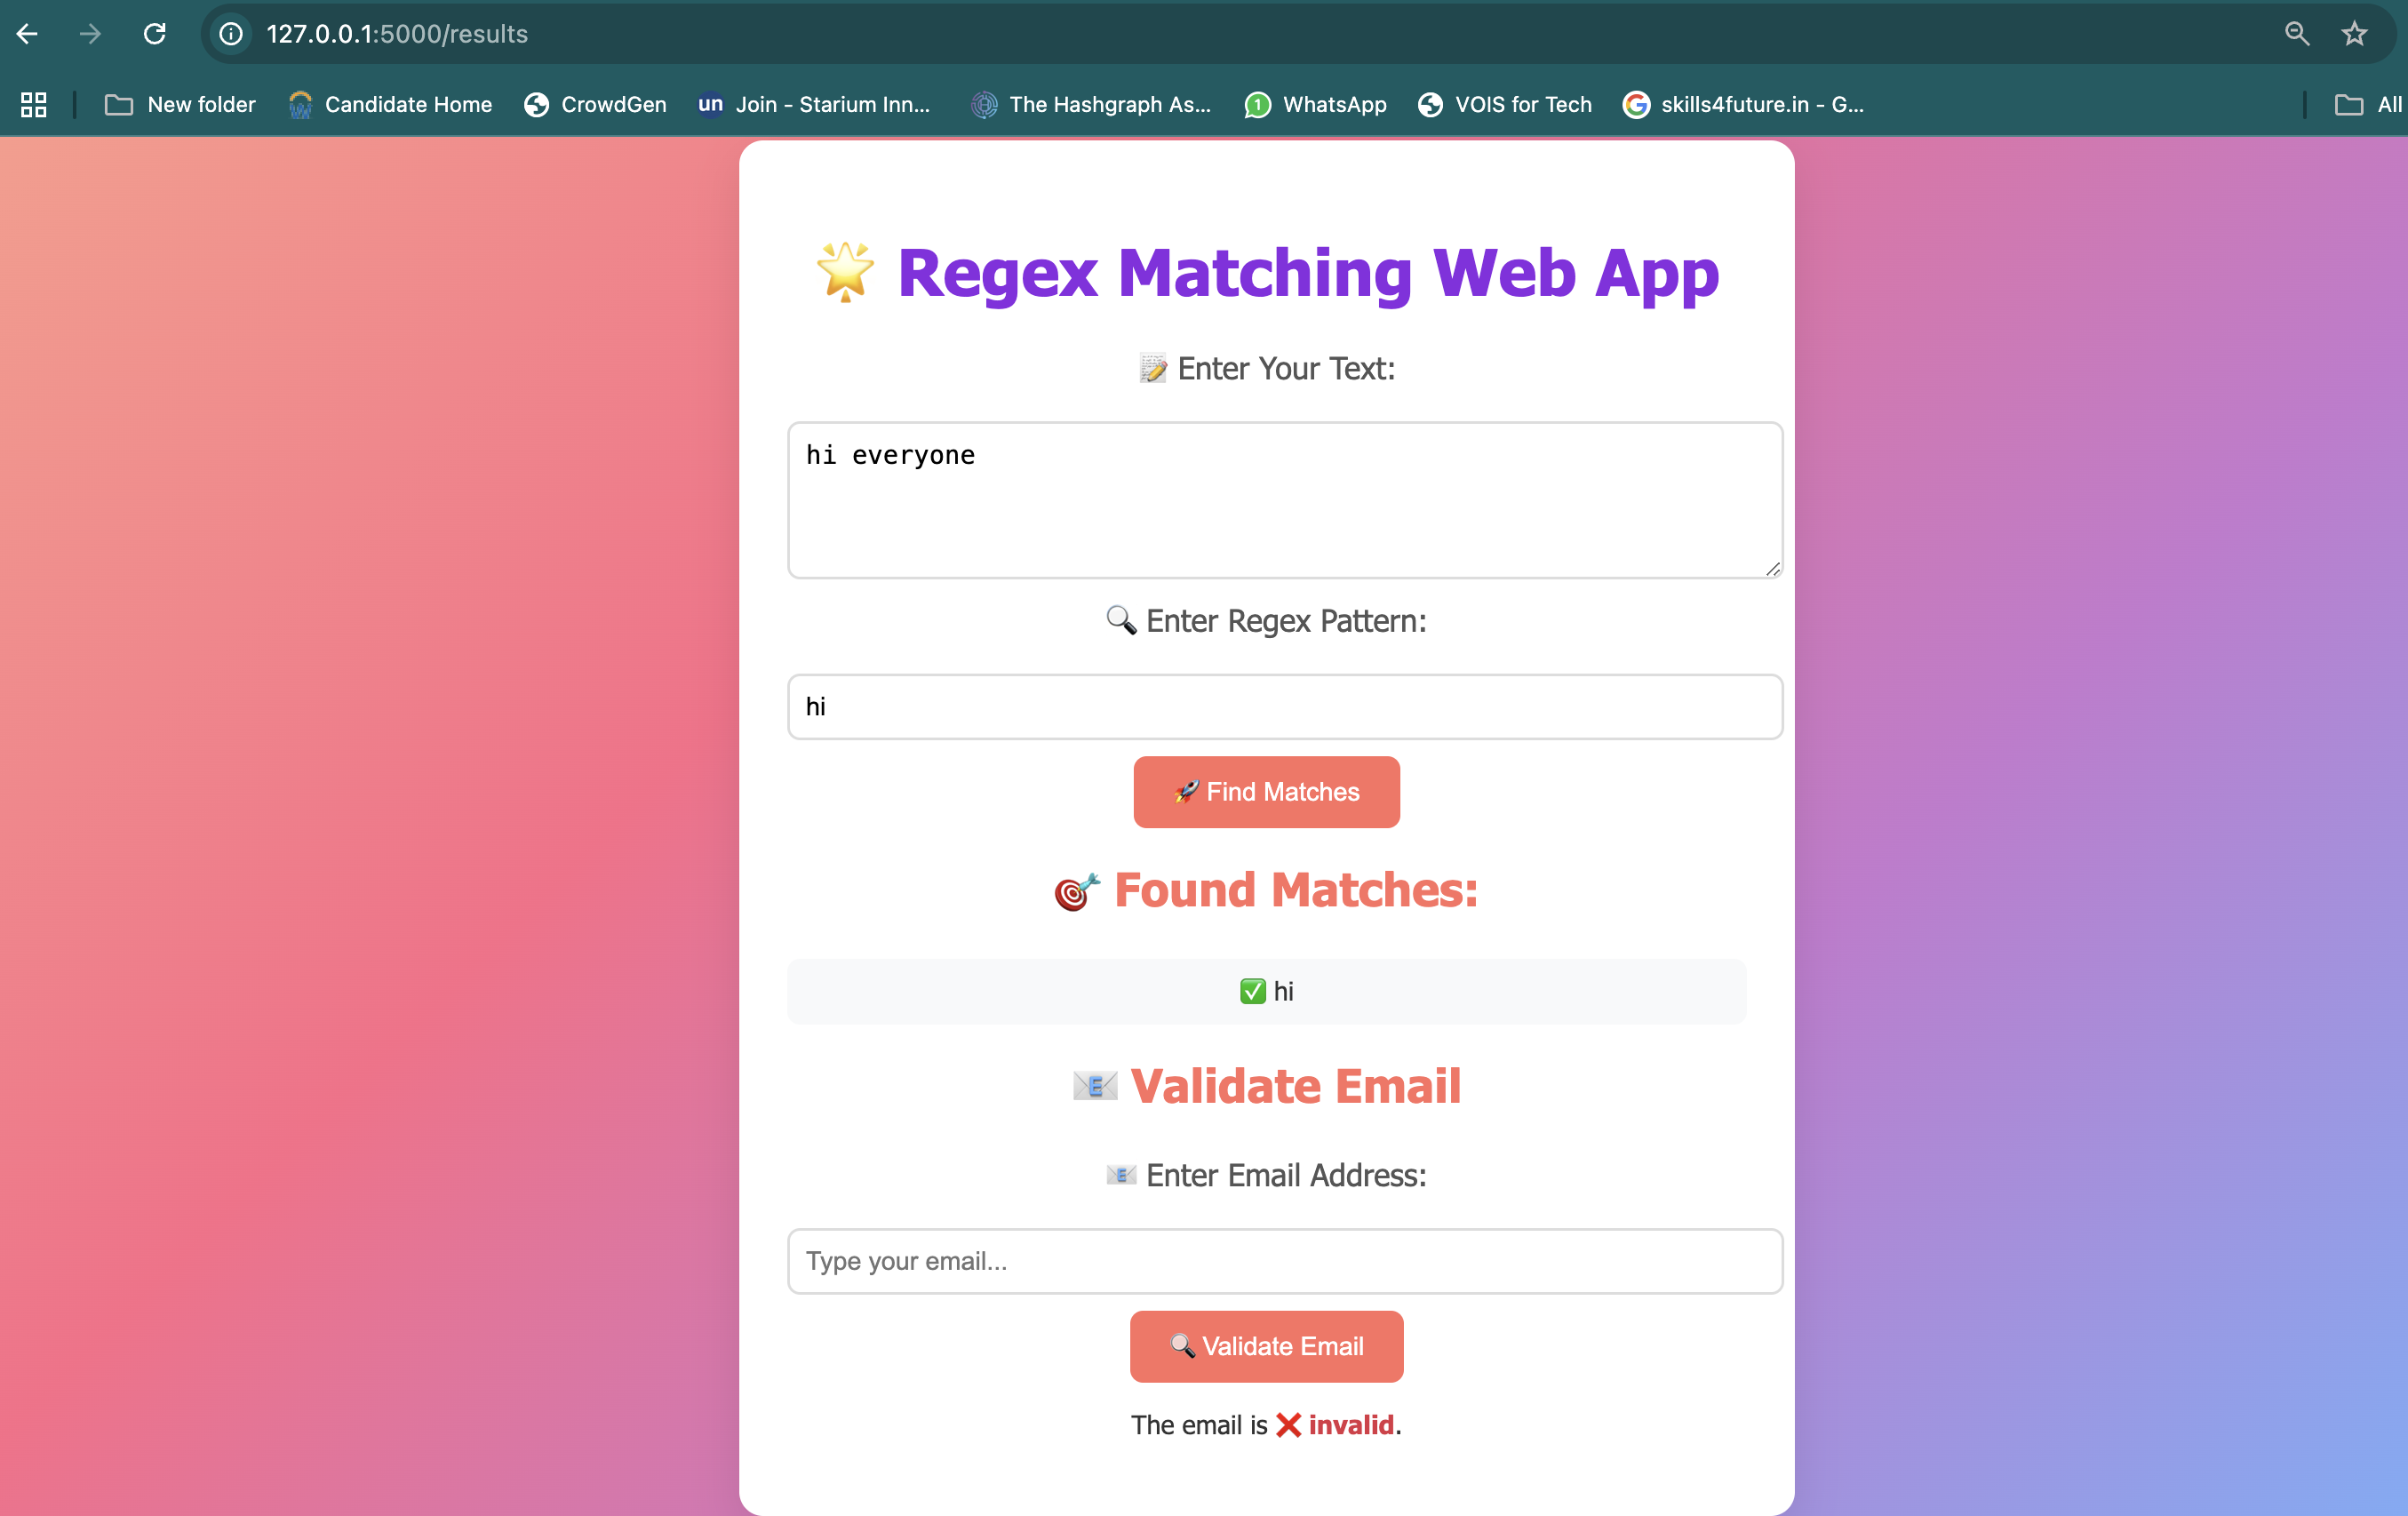 127.0.0.1:5000/results
New folder Candidate Home CrowdGen un Join - Starium Inn... The Hashgraph As... 1 WhatsApp VOIS for Tech G skills4future.in - G... All
🌟 Regex Matching Web App
📝 Enter Your Text:
hi everyone
🔍 Enter Regex Pattern:
hi
🚀 Find Matches
🎯 Found Matches:
✅ hi
📧 Validate Email
📧 Enter Email Address:
Type your email...
🔍 Validate Email
The email is ❌ invalid.